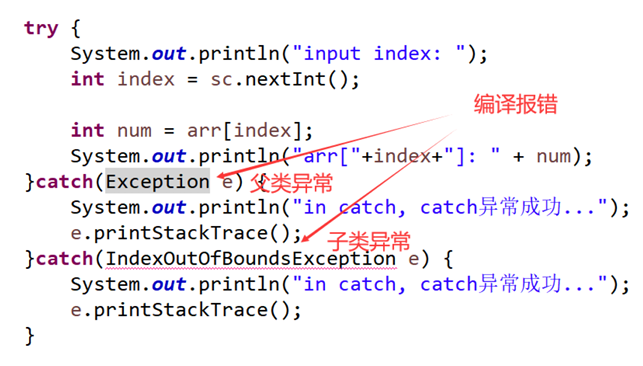 try {
    System.out.println("input index: ");
    int index = sc.nextInt();
编译报错
    int num = arr[index];
    System.out.println("arr["+index+"]: " + num);
}catch(Exception e) {
父类异常
    System.out.println("in catch, catch异常成功...");
    e.printStackTrace();
子类异常
}catch(IndexOutOfBoundsException e) {
    System.out.println("in catch, catch异常成功...");
    e.printStackTrace();
}